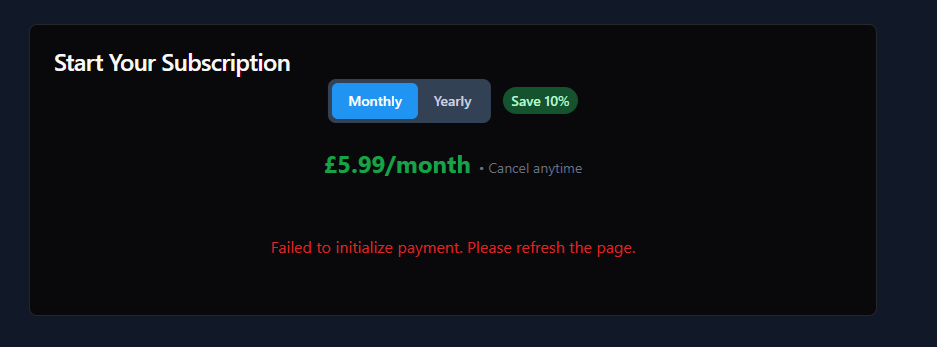 Start Your Subscription
Monthly Yearly Save 10%
£5.99/month • Cancel anytime
Failed to initialize payment. Please refresh the page.